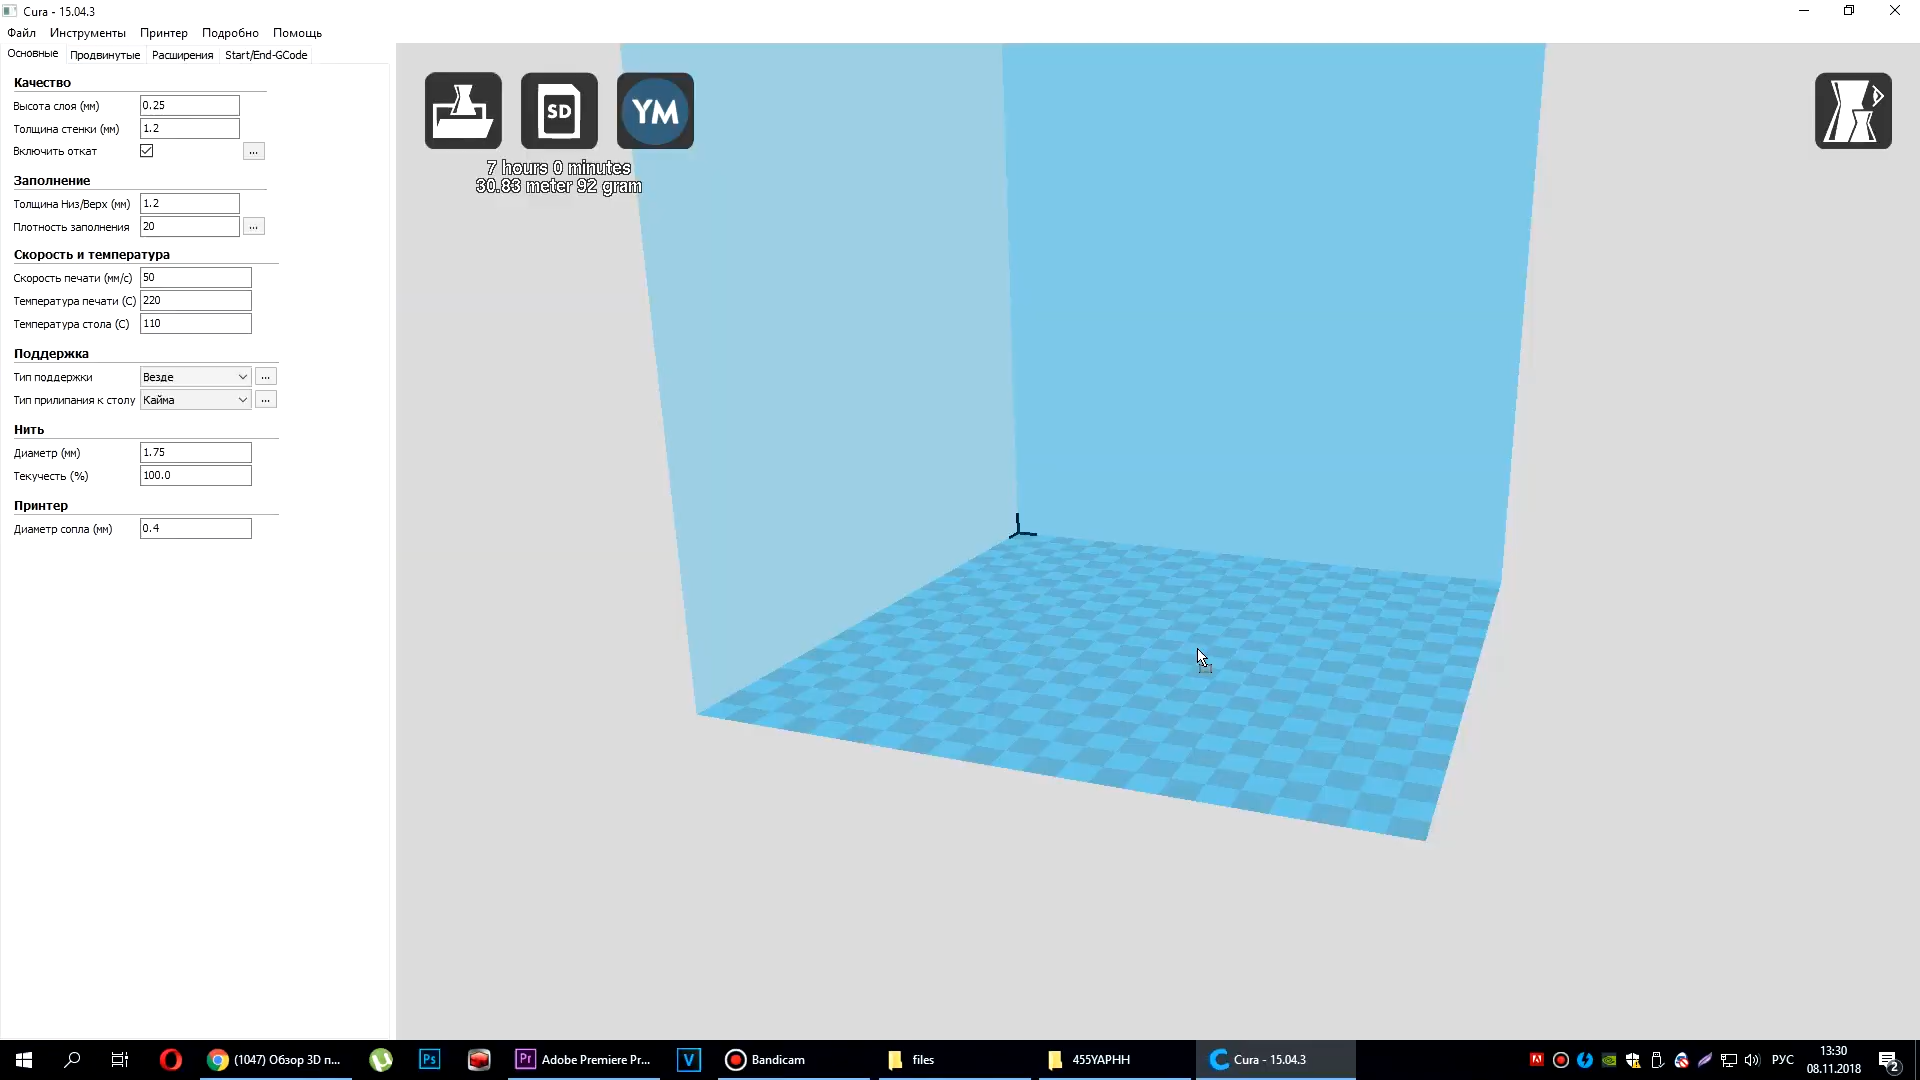 Cura - 15.04.3
Файл Инструменты Принтер Подробно Помощь
Основные Продвинутые Расширения Start/End-GCode
Качество
Высота слоя (мм) 0.25
Толщина стенки (мм) 1.2
Включить откат ...
Заполнение
Толщина Низ/Верх (мм) 1.2
Плотность заполнения 20 ...
Скорость и температура
Скорость печати (мм/с) 50
Температура печати (C) 220
Температура стола (C) 110
Поддержка
Тип поддержки Везде ...
Тип прилипания к столу Кайма ...
Нить
Диаметр (мм) 1.75
Текучесть (%) 100.0
Принтер
Диаметр сопла (мм) 0.4
SD YM
7 hours 0 minutes
30.83 meter 92 gram
(1047) Обзор 3D п... Ps Pr Adobe Premiere Pr... V Bandicam files 455YAPHH Cura - 15.04.3 РУС 13:30
08.11.2018 2